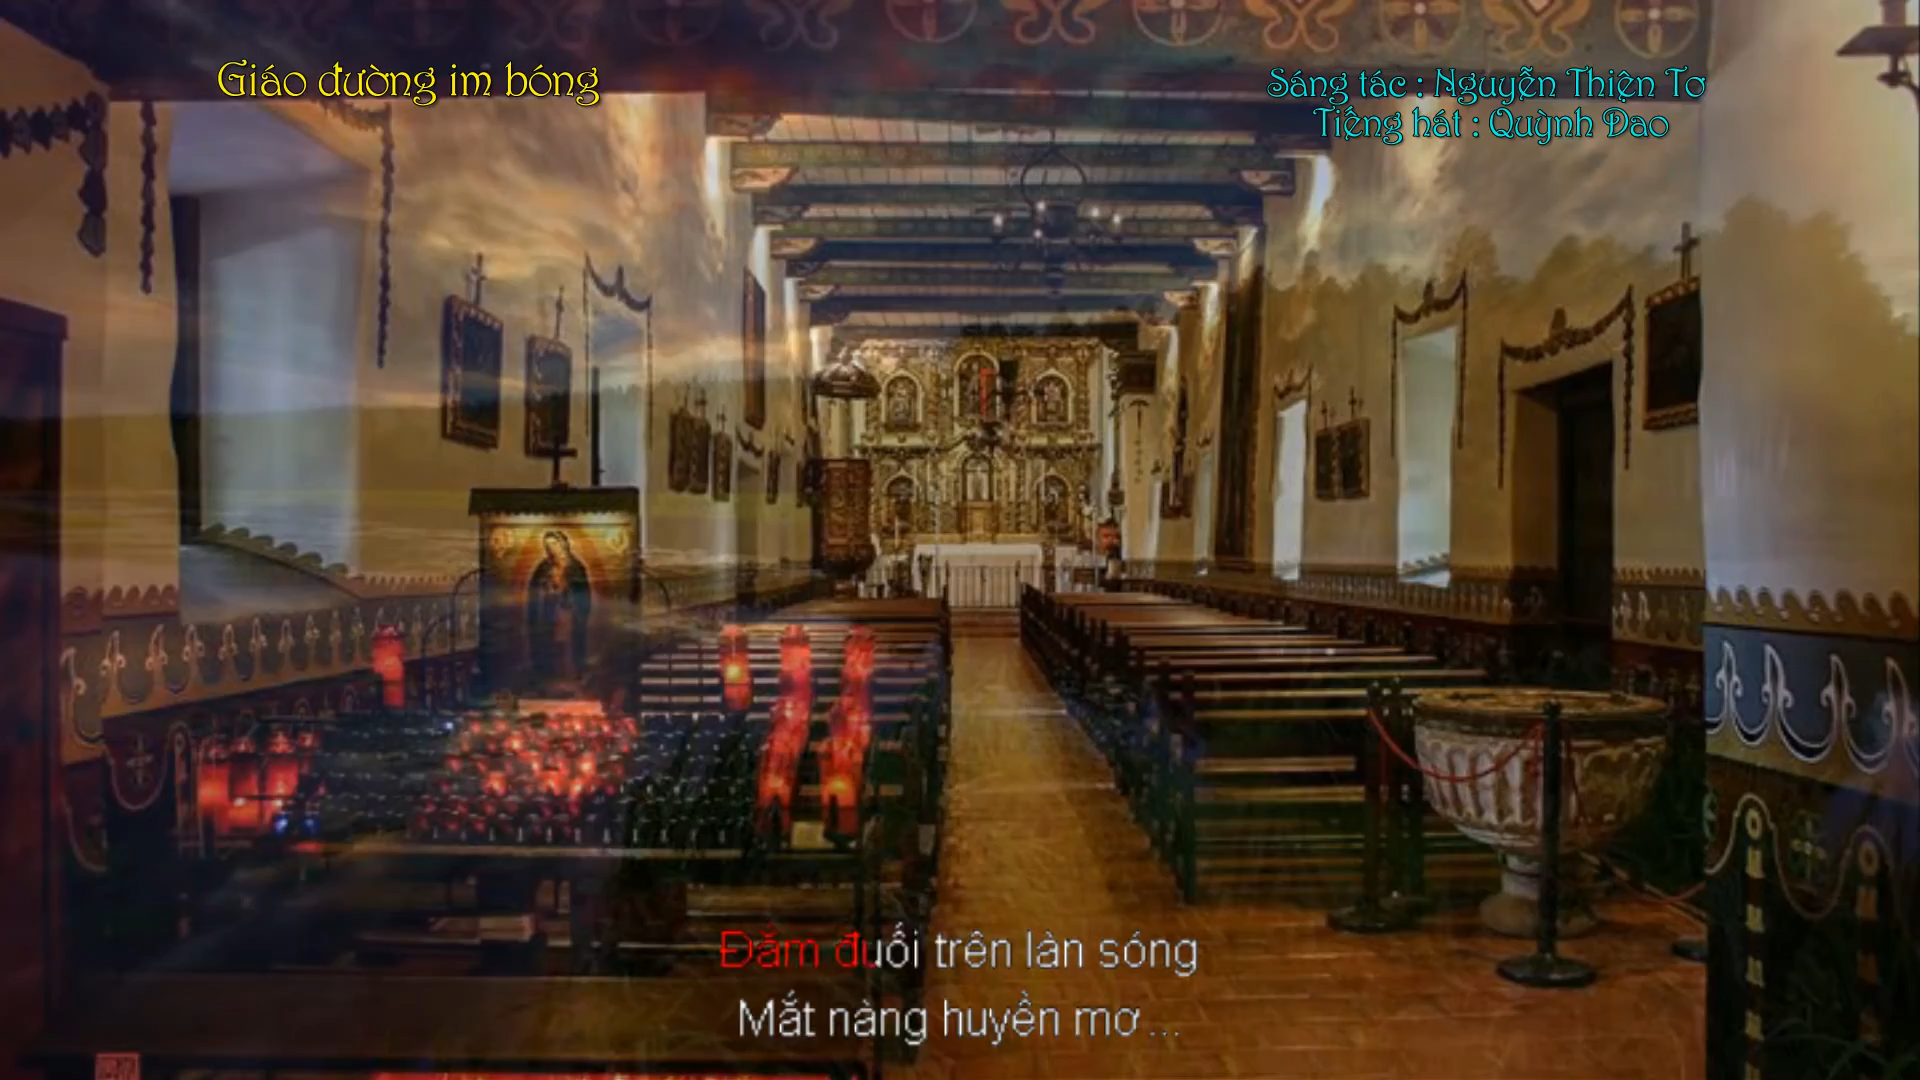 Giáo đường im bóng
Sáng tác : Nguyễn Thiện Tơ
Tiếng hát : Quỳnh Dao
Đắm đuối trên làn sóng
Mắt nàng huyền mơ...